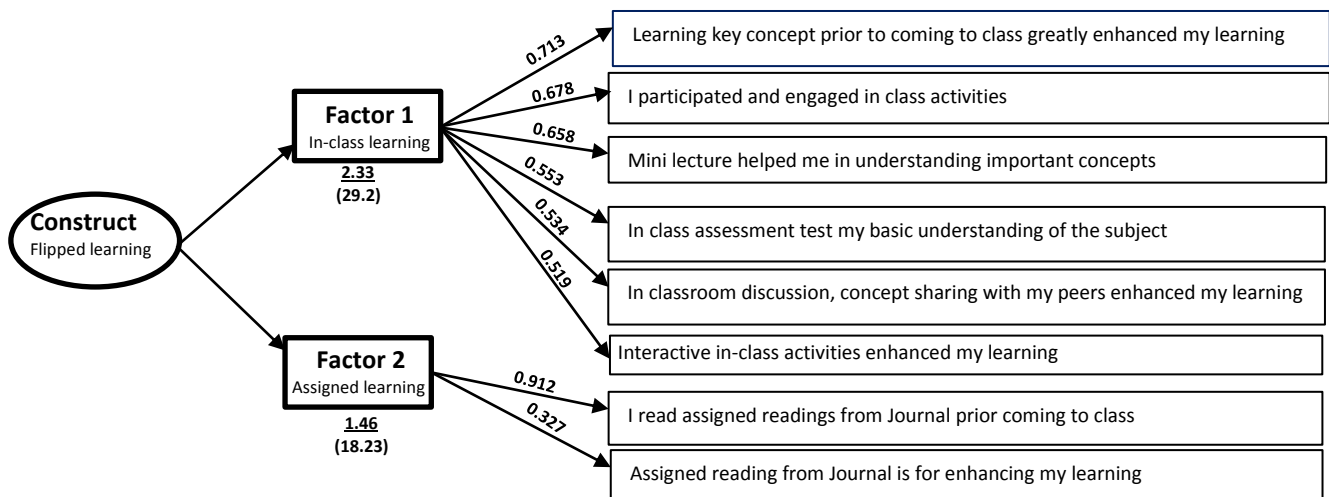 Construct
Flipped learning
Factor 1
In-class learning
2.33
(29.2)
0.713
0.678
0.658
0.553
0.534
0.519
Learning key concept prior to coming to class greatly enhanced my learning
I participated and engaged in class activities
Mini lecture helped me in understanding important concepts
In class assessment test my basic understanding of the subject
In classroom discussion, concept sharing with my peers enhanced my learning
Interactive in-class activities enhanced my learning
Factor 2
Assigned learning
1.46
(18.23)
0.912
0.327
I read assigned readings from Journal prior coming to class
Assigned reading from Journal is for enhancing my learning